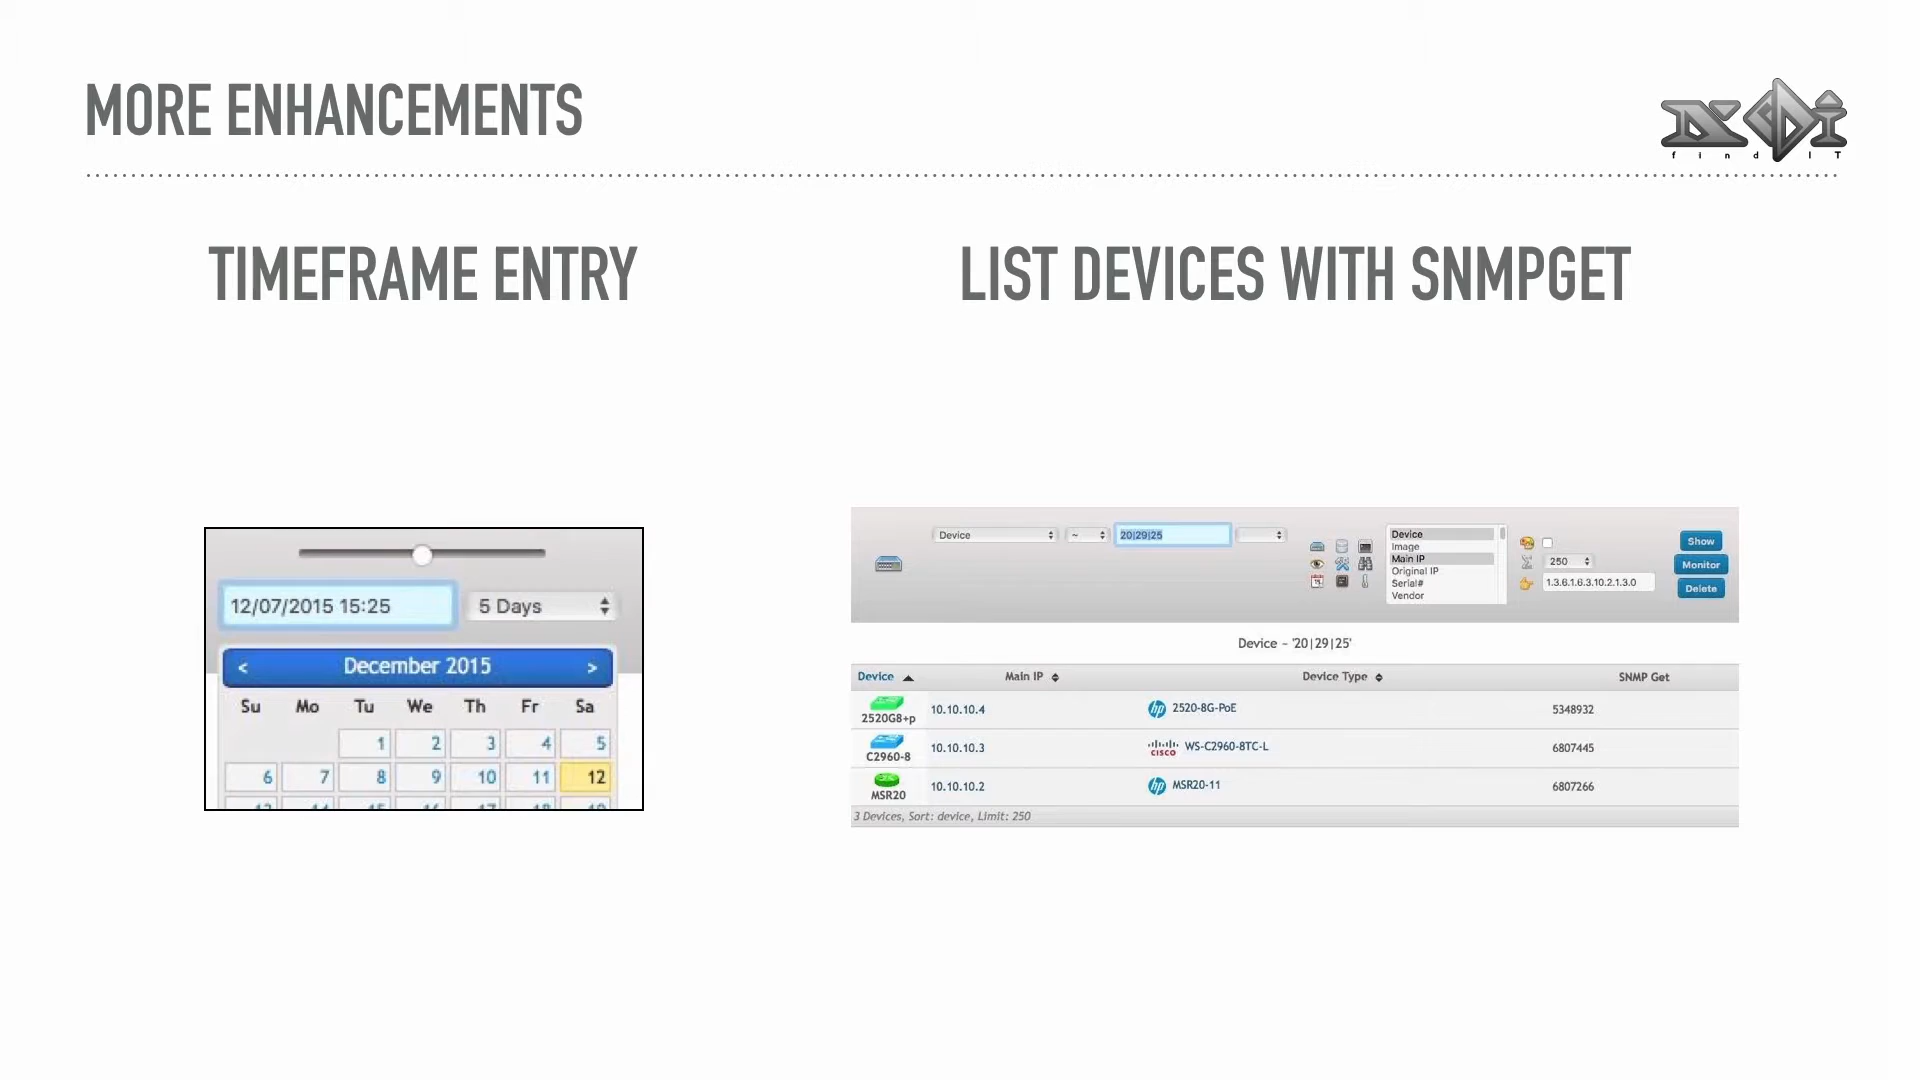 MORE ENHANCEMENTS
NeDi
find IT
TIMEFRAME ENTRY
LIST DEVICES WITH SNMPGET
12/07/2015 15:25 5 Days
< December 2015 >
Su Mo Tu We Th Fr Sa
1 2 3 4 5
6 7 8 9 10 11 12
Device ~ 20|29|25
Device
Image
Main IP
Original IP
Serial#
Vendor
250
1.3.6.1.6.3.10.2.1.3.0
Show
Monitor
Delete
Device - '20|29|25'
Device Main IP Device Type SNMP Get
2520G8+p 10.10.10.4 hp 2520-8G-PoE 5348932
C2960-8 10.10.10.3 CISCO WS-C2960-8TC-L 6807445
MSR20 10.10.10.2 hp MSR20-11 6807266
3 Devices, Sort: device, Limit: 250